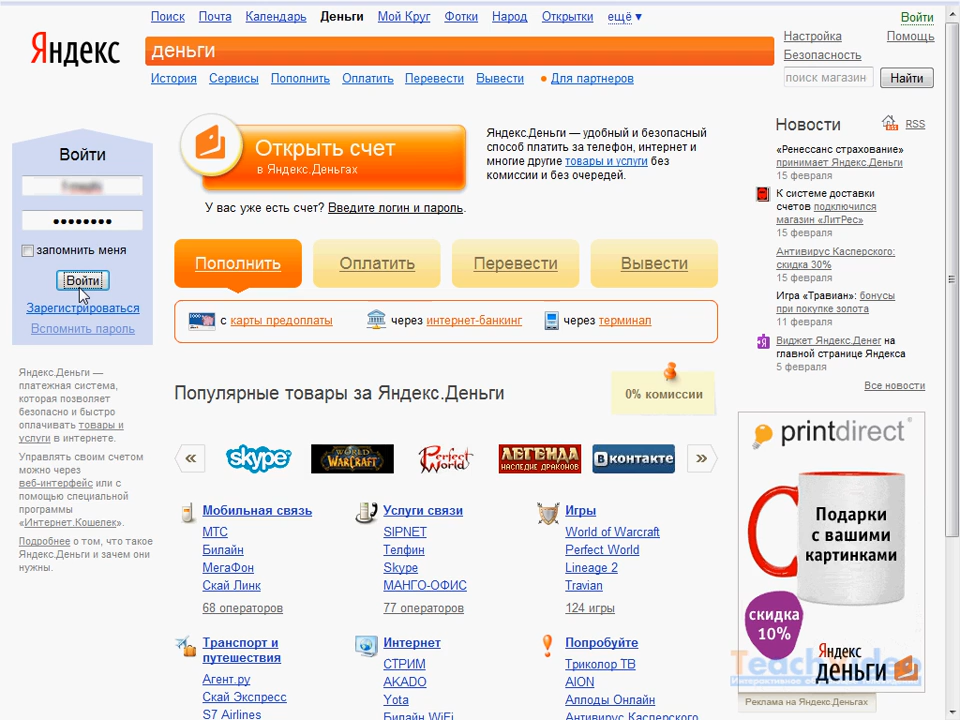 Поиск Почта Календарь Деньги Мой Круг Фотки Народ Открытки ещё ▼
Войти
Яндекс
деньги
Настройка Помощь
Безопасность
поиск магазин Найти
История Сервисы Пополнить Оплатить Перевести Вывести • Для партнеров
Войти
••••••••
запомнить меня
Войти
Зарегистрироваться
Вспомнить пароль
Яндекс.Деньги —
платежная система,
которая позволяет
безопасно и быстро
оплачивать товары и
услуги в интернете.
Управлять своим счетом
можно через
веб-интерфейс или с
помощью специальной
программы
«Интернет.Кошелек».
Подробнее о том, что такое
Яндекс.Деньги и зачем они
нужны.
Открыть счет
в Яндекс.Деньгах
Яндекс.Деньги — удобный и безопасный
способ платить за телефон, интернет и
многие другие товары и услуги без
комиссии и без очередей.
У вас уже есть счет? Введите логин и пароль.
Пополнить Оплатить Перевести Вывести
с карты предоплаты через интернет-банкинг через терминал
Популярные товары за Яндекс.Деньги
0% комиссии
« skype WORLD OF WARCRAFT Perfect World ЛЕГЕНДА НАСЛЕДИЕ ДРАКОНОВ В контакте »
Мобильная связь
МТС
Билайн
МегаФон
Скай Линк
68 операторов
Услуги связи
SIPNET
Телфин
Skype
МАНГО-ОФИС
77 операторов
Игры
World of Warcraft
Perfect World
Lineage 2
Travian
124 игры
Транспорт и
путешествия
Агент.ру
Скай Экспресс
S7 Airlines
Интернет
СТРИМ
AKADO
Yota
Билайн WiFi
Попробуйте
Триколор ТВ
AION
Аллоды Онлайн
Антивирус Касперского
Новости RSS
«Ренессанс страхование»
принимает Яндекс.Деньги
15 февраля
К системе доставки
счетов подключился
магазин «ЛитРес»
15 февраля
Антивирус Касперского:
скидка 30%
15 февраля
Игра «Травиан»: бонусы
при покупке золота
11 февраля
Виджет Яндекс.Денег на
главной странице Яндекса
5 февраля
Все новости
printdirect
Подарки
с вашими
картинками
скидка
10%
Яндекс
деньги
TeachVideo
Реклама на Яндекс.Деньгах